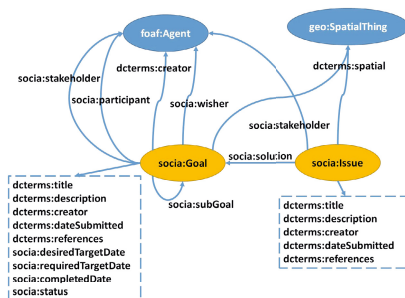 foaf:Agent
geo:SpatialThing
dcterms:creator
dcterms:spatial
socia:stakeholder
socia:participant
socia:wisher
socia:stakeholder
socia:Goal
socia:solution
socia:Issue
socia:subGoal
dcterms:title
dcterms:description
dcterms:creator
dcterms:dateSubmitted
dcterms:references
socia:desiredTargetDate
socia:requiredTargetDate
socia:completedDate
socia:status
dcterms:title
dcterms:description
dcterms:creator
dcterms:dateSubmitted
dcterms:references